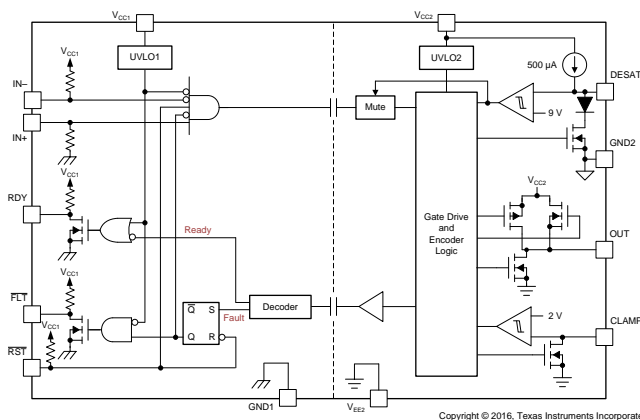 VCC1
VCC2
UVLO1
UVLO2
VCC1
500 µA
IN–
DESAT
Mute
9 V
IN+
GND2
VCC1
RDY
VCC2
Ready
Gate Drive
and
Encoder
Logic
OUT
VCC1
FLT
Q S
Decoder
2 V
VCC1
Fault
Q R
CLAMP
RST
GND1
VEE2
Copyright © 2016, Texas Instruments Incorporate